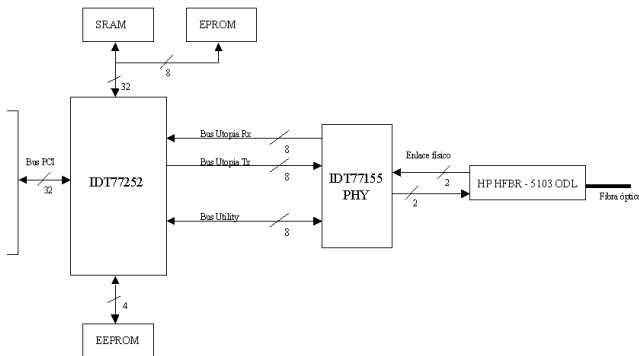 SRAM
EPROM
8
32
Bus PCI
32
IDT77252
Bus Utopia Rx
8
Bus Utopia Tx
8
Bus Utility
8
IDT77155
PHY
Enlace físico
2
2
HP HFBR - 5103 ODL
Fibra óptica
4
EEPROM